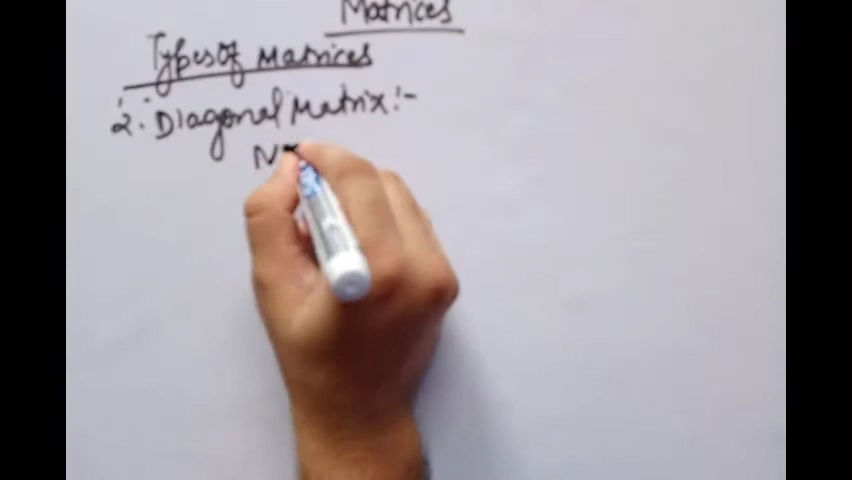 Matrices
Types of Matrices
2. Diagonal Matrix :-
N